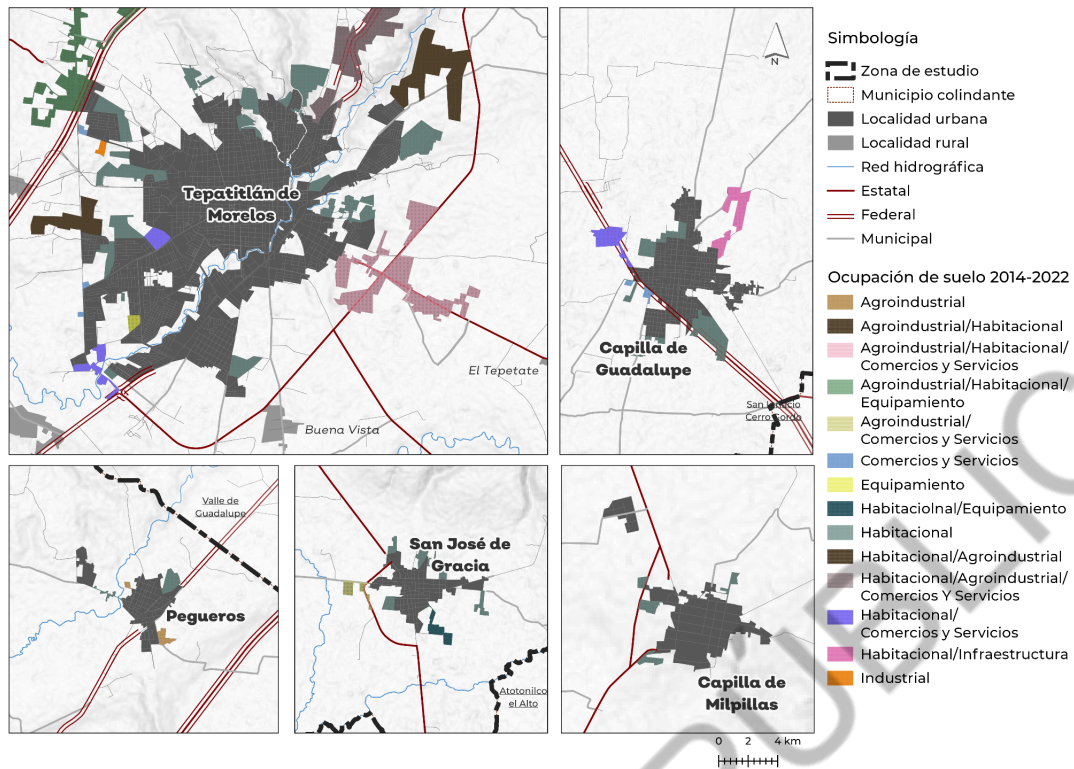 Tepatitlán de
Morelos
El Tepetate
Buena Vista
N
Capilla de
Guadalupe
San Ignacio
Cerro Gordo
Valle de
Guadalupe
Pegueros
San José de
Gracia
Atotonilco
el Alto
Capilla de
Milpillas
0 2 4 km
Simbología
Zona de estudio
Municipio colindante
Localidad urbana
Localidad rural
Red hidrográfica
Estatal
Federal
Municipal
Ocupación de suelo 2014-2022
Agroindustrial
Agroindustrial/Habitacional
Agroindustrial/Habitacional/
Comercios y Servicios
Agroindustrial/Habitacional/
Equipamiento
Agroindustrial/
Comercios y Servicios
Comercios y Servicios
Equipamiento
Habitaciolnal/Equipamiento
Habitacional
Habitacional/Agroindustrial
Habitacional/Agroindustrial/
Comercios Y Servicios
Habitacional/
Comercios y Servicios
Habitacional/Infraestructura
Industrial
PUBLIC